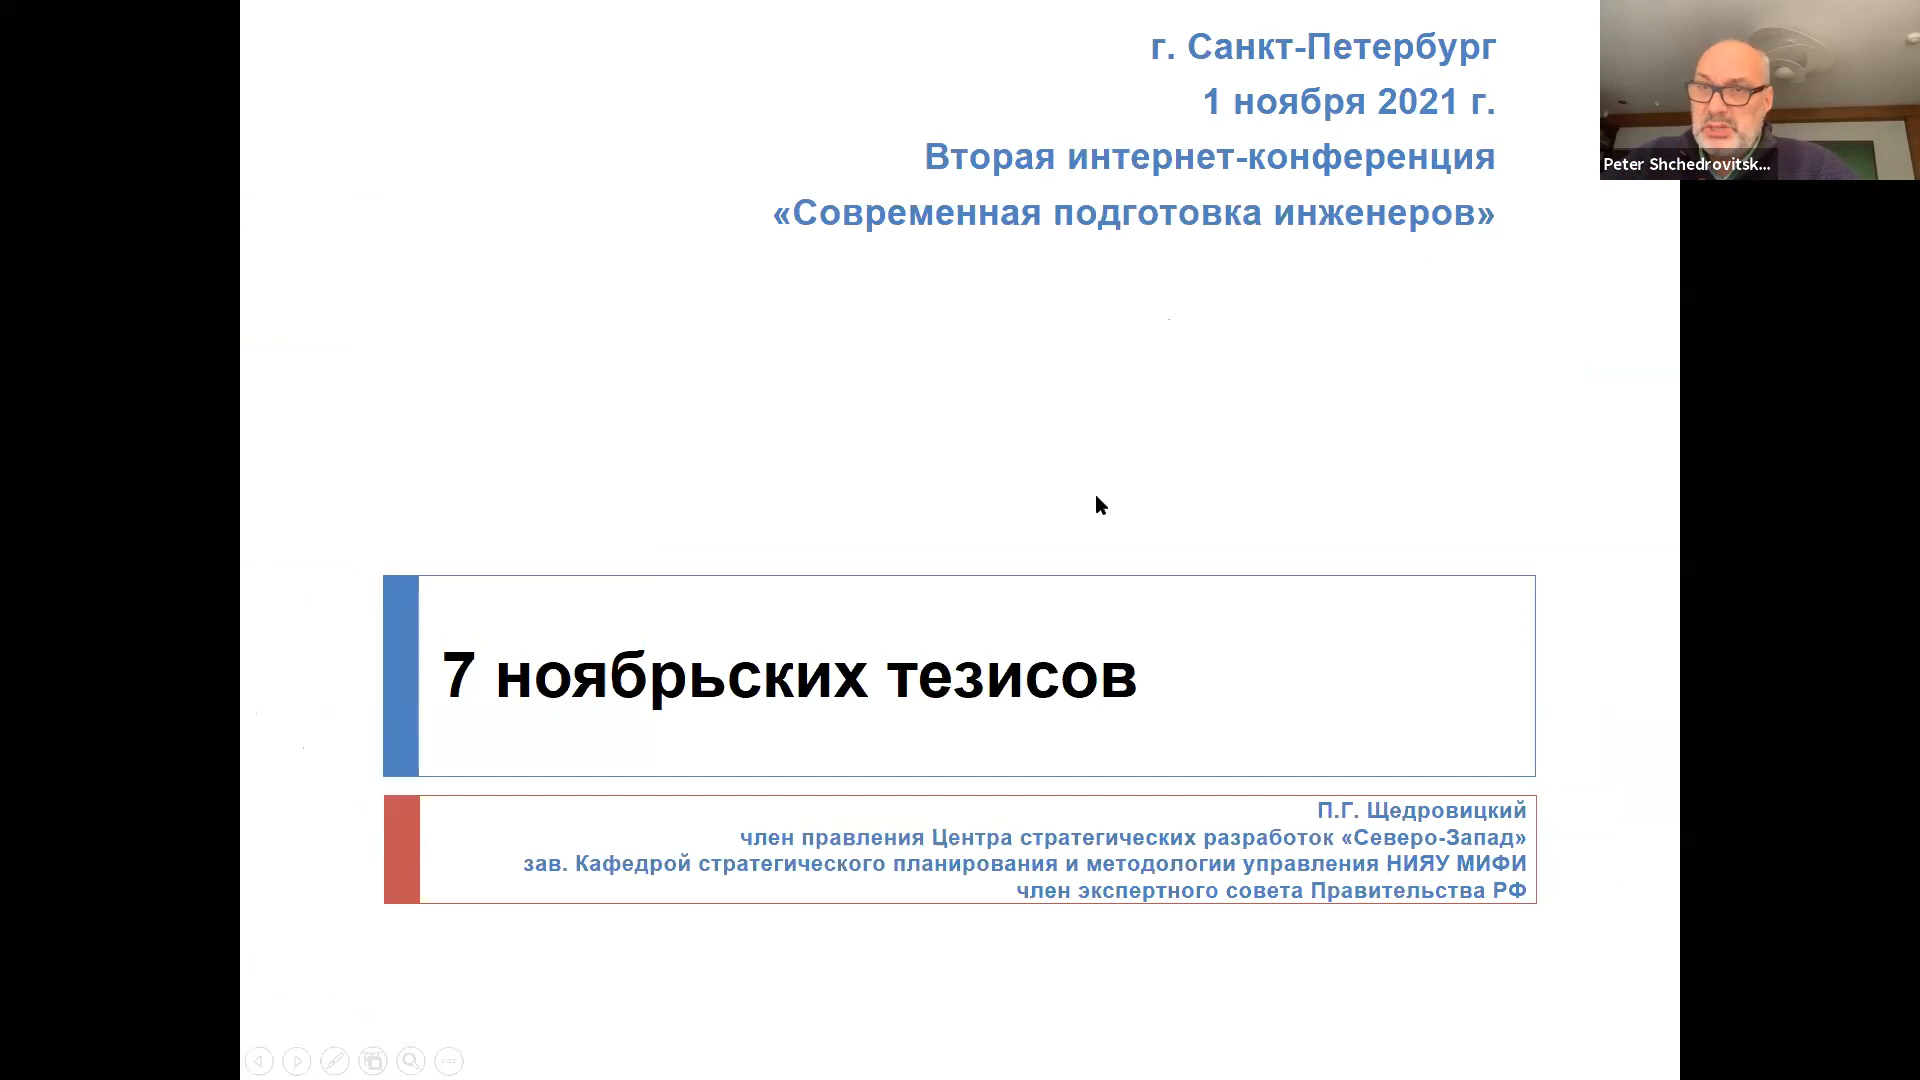 г. Санкт-Петербург
1 ноября 2021 г.
Вторая интернет-конференция
«Современная подготовка инженеров»
Peter Shchedrovitsk...
7 ноябрьских тезисов
П.Г. Щедровицкий
член правления Центра стратегических разработок «Северо-Запад»
зав. Кафедрой стратегического планирования и методологии управления НИЯУ МИФИ
член экспертного совета Правительства РФ